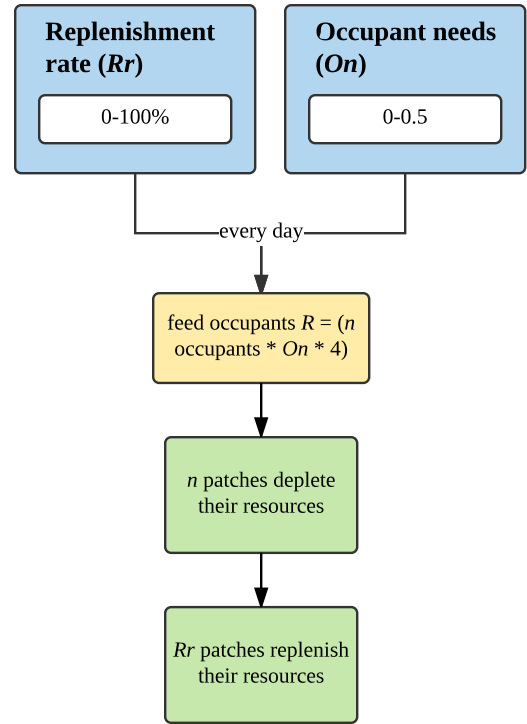 Replenishment
rate (Rr)
0-100%
Occupant needs
(On)
0-0.5
every day
feed occupants R = (n
occupants * On * 4)
n patches deplete
their resources
Rr patches replenish
their resources